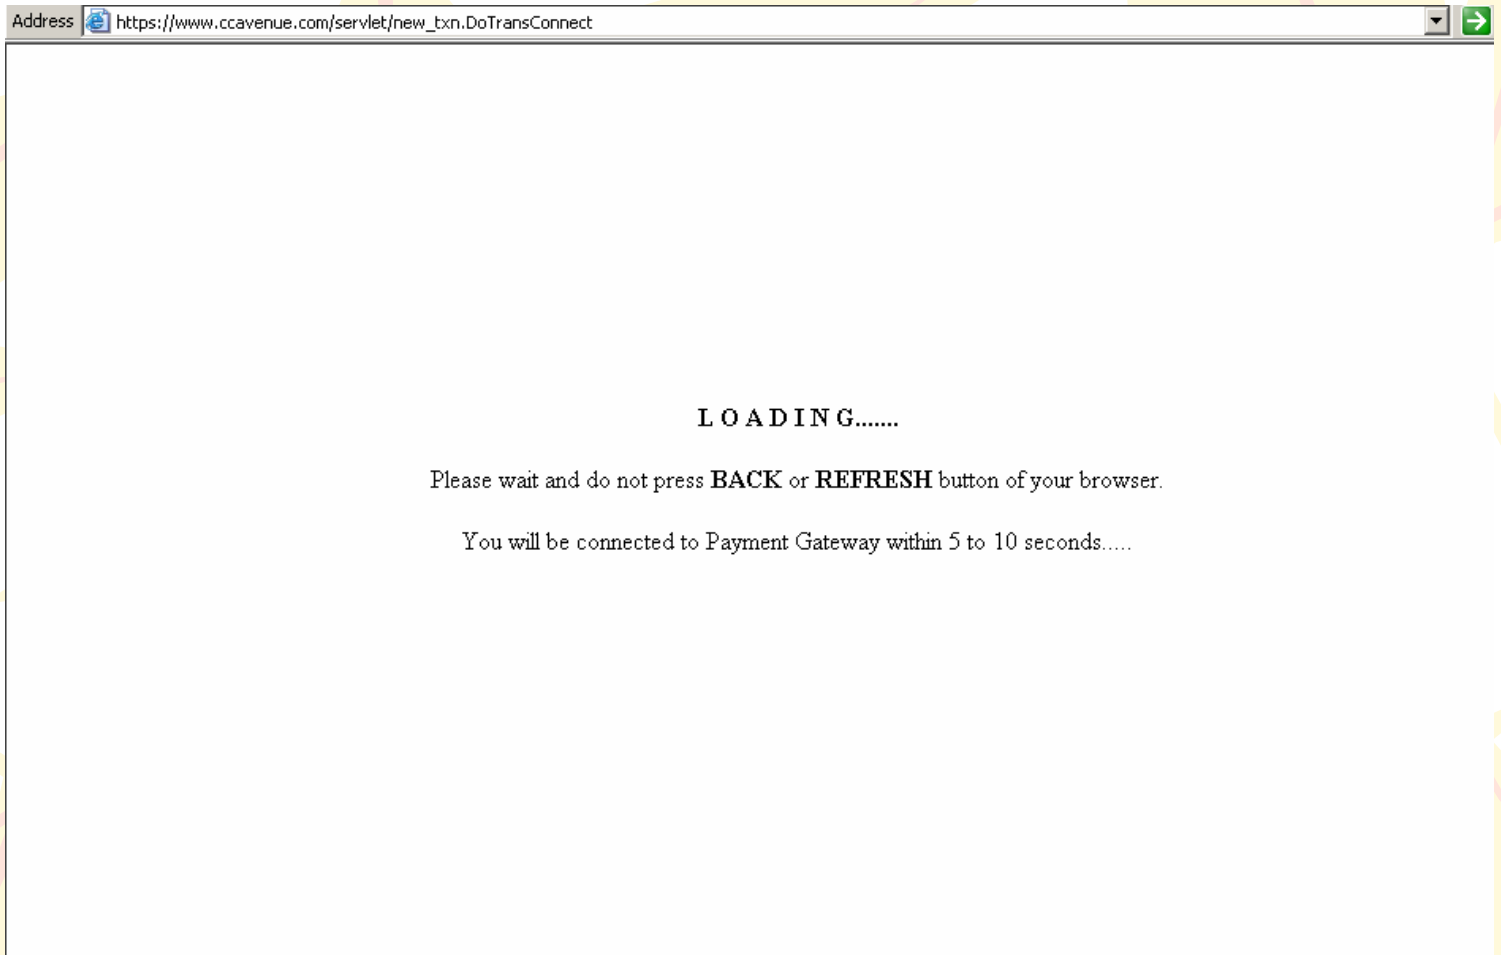 Address https://www.ccavenue.com/servlet/new_txn.DoTransConnect
L O A D I N G.......
Please wait and do not press BACK or REFRESH button of your browser.
You will be connected to Payment Gateway within 5 to 10 seconds.....